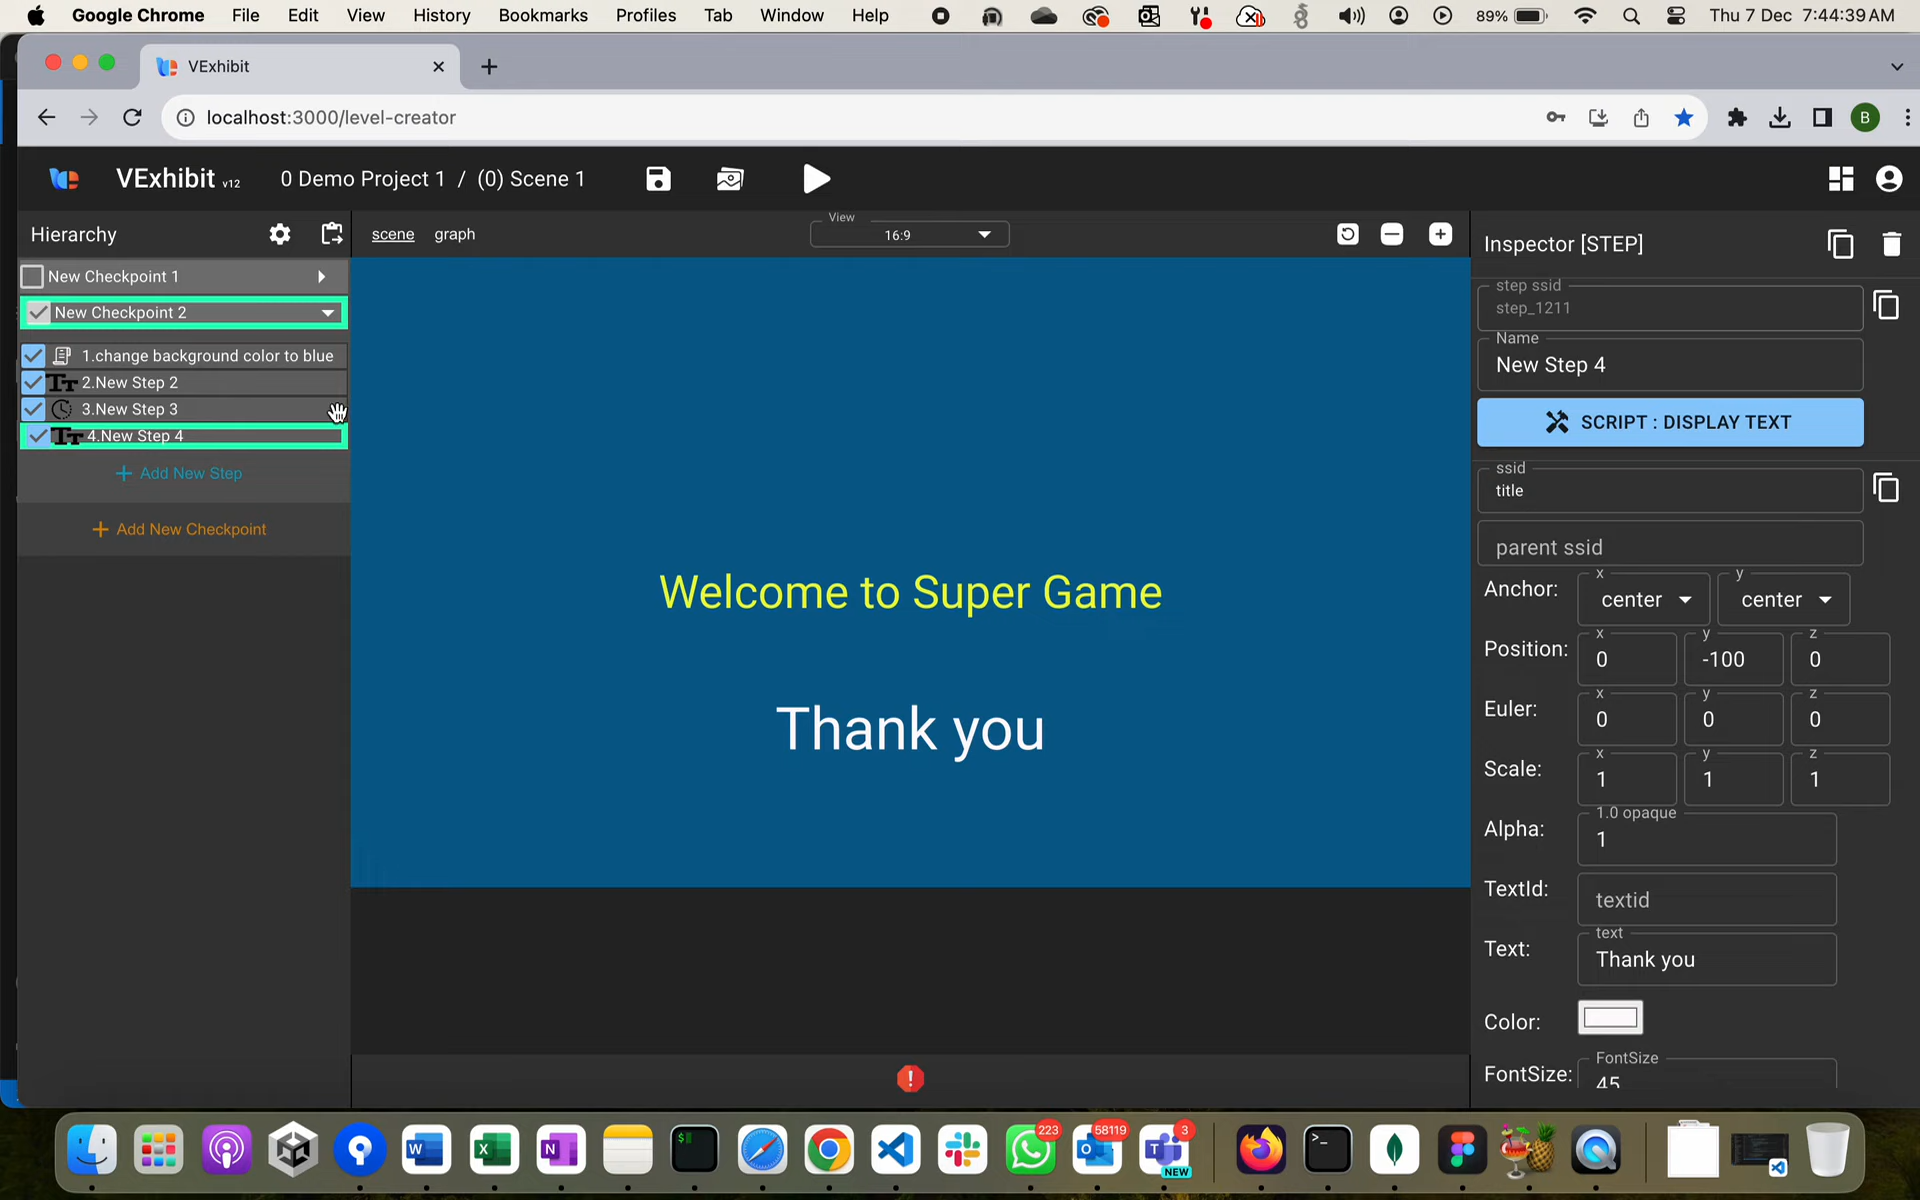 Google Chrome File Edit View History Bookmarks Profiles Tab Window Help 89% Thu 7 Dec 7:44:39 AM
VExhibit
localhost:3000/level-creator B
VExhibit v12 0 Demo Project 1 / (0) Scene 1
Hierarchy
scene graph
View
16:9
Inspector [STEP]
New Checkpoint 1
New Checkpoint 2
1.change background color to blue
2.New Step 2
3.New Step 3
4.New Step 4
+ Add New Step
+ Add New Checkpoint
Welcome to Super Game
Thank you
step ssid
step_1211
Name
New Step 4
SCRIPT : DISPLAY TEXT
ssid
title
parent ssid
Anchor: x center y center
Position: x 0 y -100 z 0
Euler: x 0 y 0 z 0
Scale: x 1 y 1 z 1
Alpha: 1.0 opaque
1
TextId: textid
Text: text
Thank you
Color:
FontSize: FontSize
45
223 58119 3
NEW